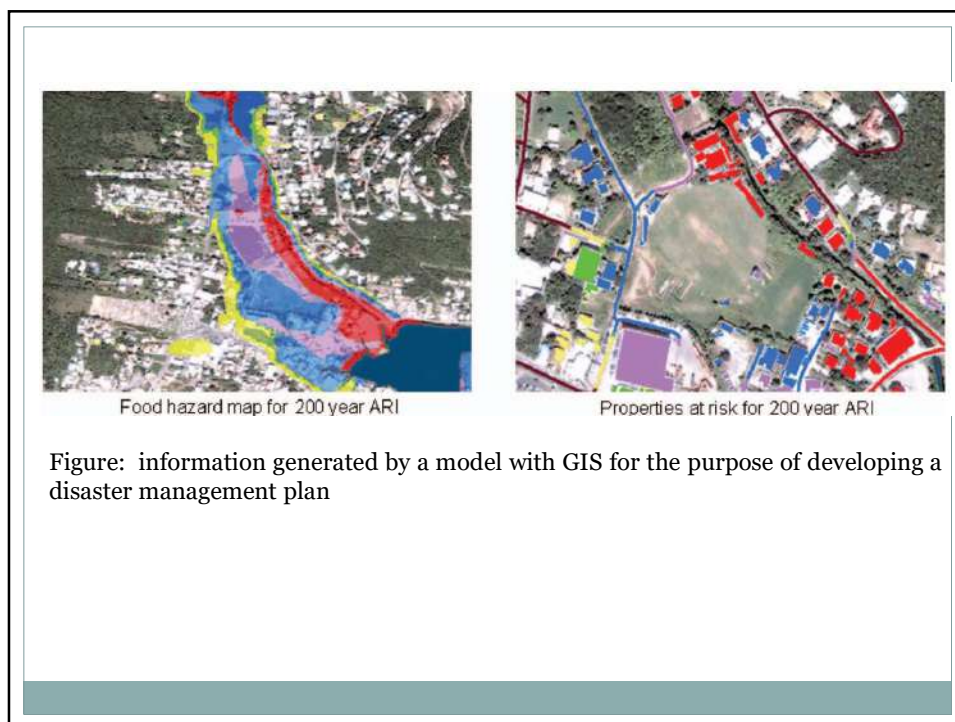 Food hazard map for 200 year ARI
Properties at risk for 200 year ARI
Figure: information generated by a model with GIS for the purpose of developing a
disaster management plan